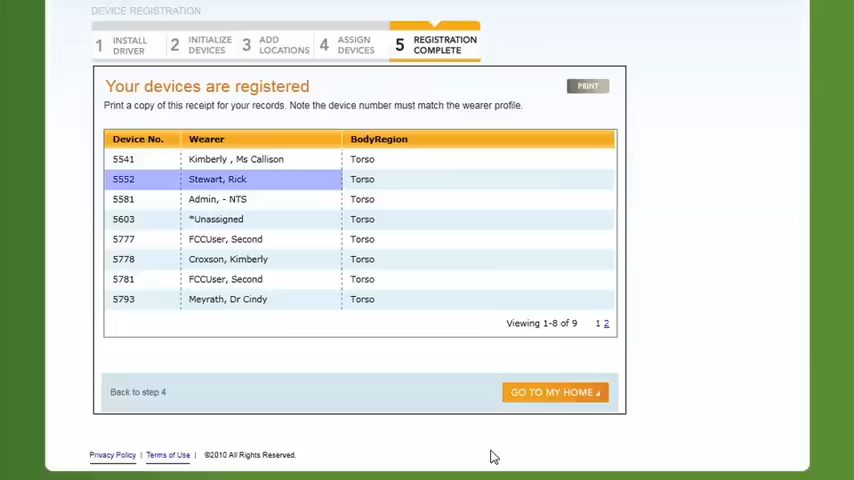 DEVICE REGISTRATION
1 INSTALL DRIVER 2 INITIALIZE DEVICES 3 ADD LOCATIONS 4 ASSIGN DEVICES 5 REGISTRATION COMPLETE
Your devices are registered PRINT
Print a copy of this receipt for your records. Note the device number must match the wearer profile.
Device No. Wearer BodyRegion
5541 Kimberly , Ms Callison Torso
5552 Stewart, Rick Torso
5581 Admin, - NTS Torso
5603 *Unassigned Torso
5777 FCCUser, Second Torso
5778 Croxson, Kimberly Torso
5781 FCCUser, Second Torso
5793 Meyrath, Dr Cindy Torso
Viewing 1-8 of 9 1 2
Back to step 4 GO TO MY HOME
Privacy Policy | Terms of Use | ©2010 All Rights Reserved.